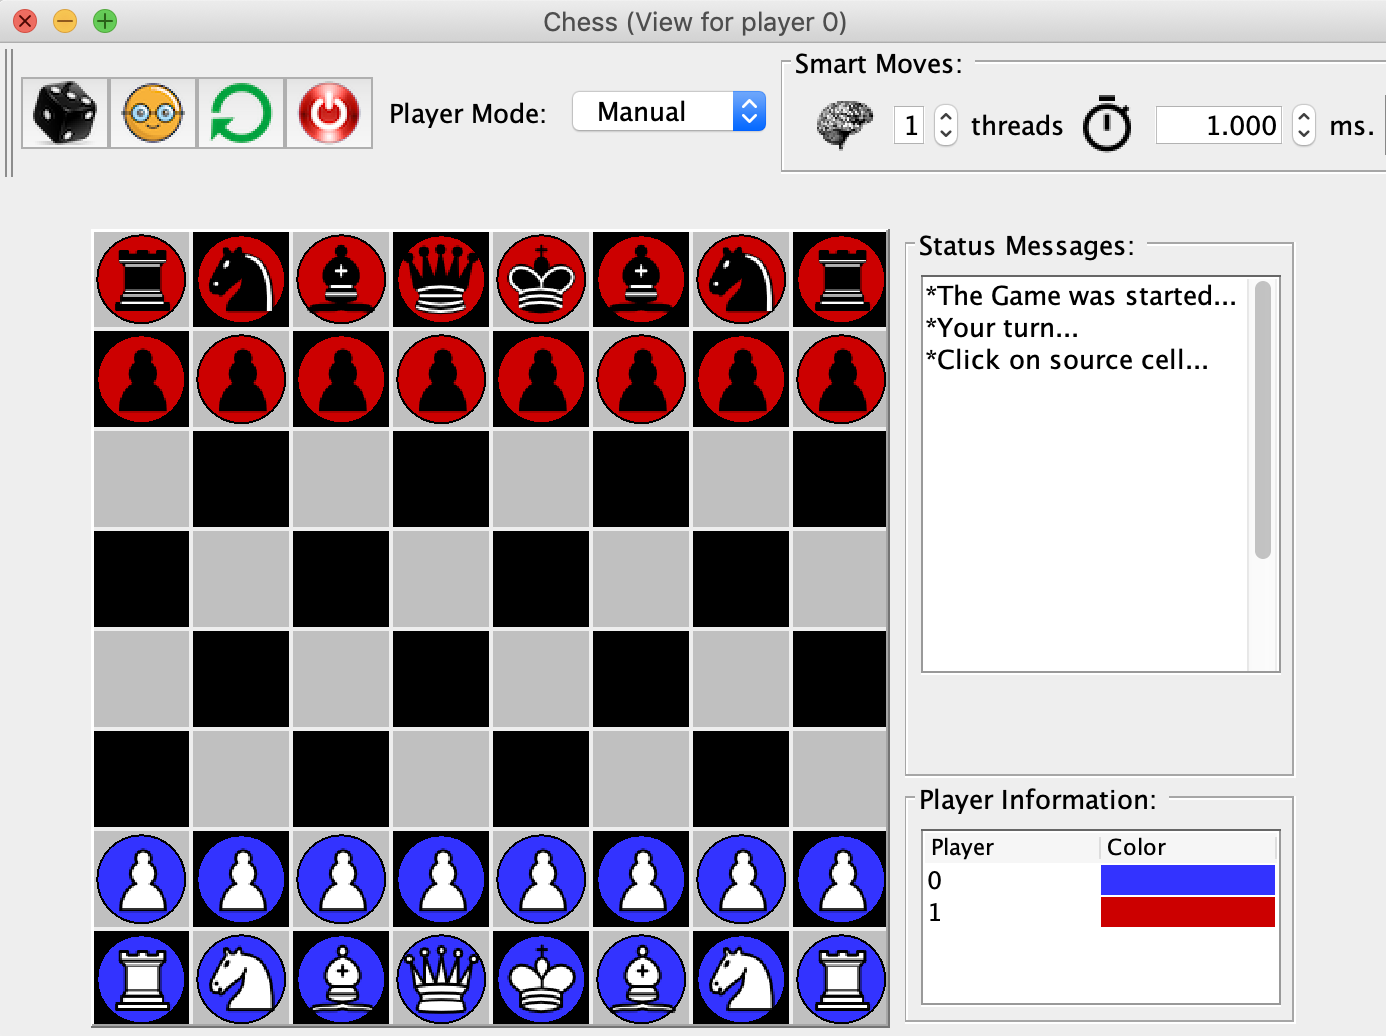 Chess (View for player 0)
Smart Moves:
Player Mode: Manual
1 threads 1.000 ms.
Status Messages:
*The Game was started...
*Your turn...
*Click on source cell...
Player Information:
Player Color
0
1